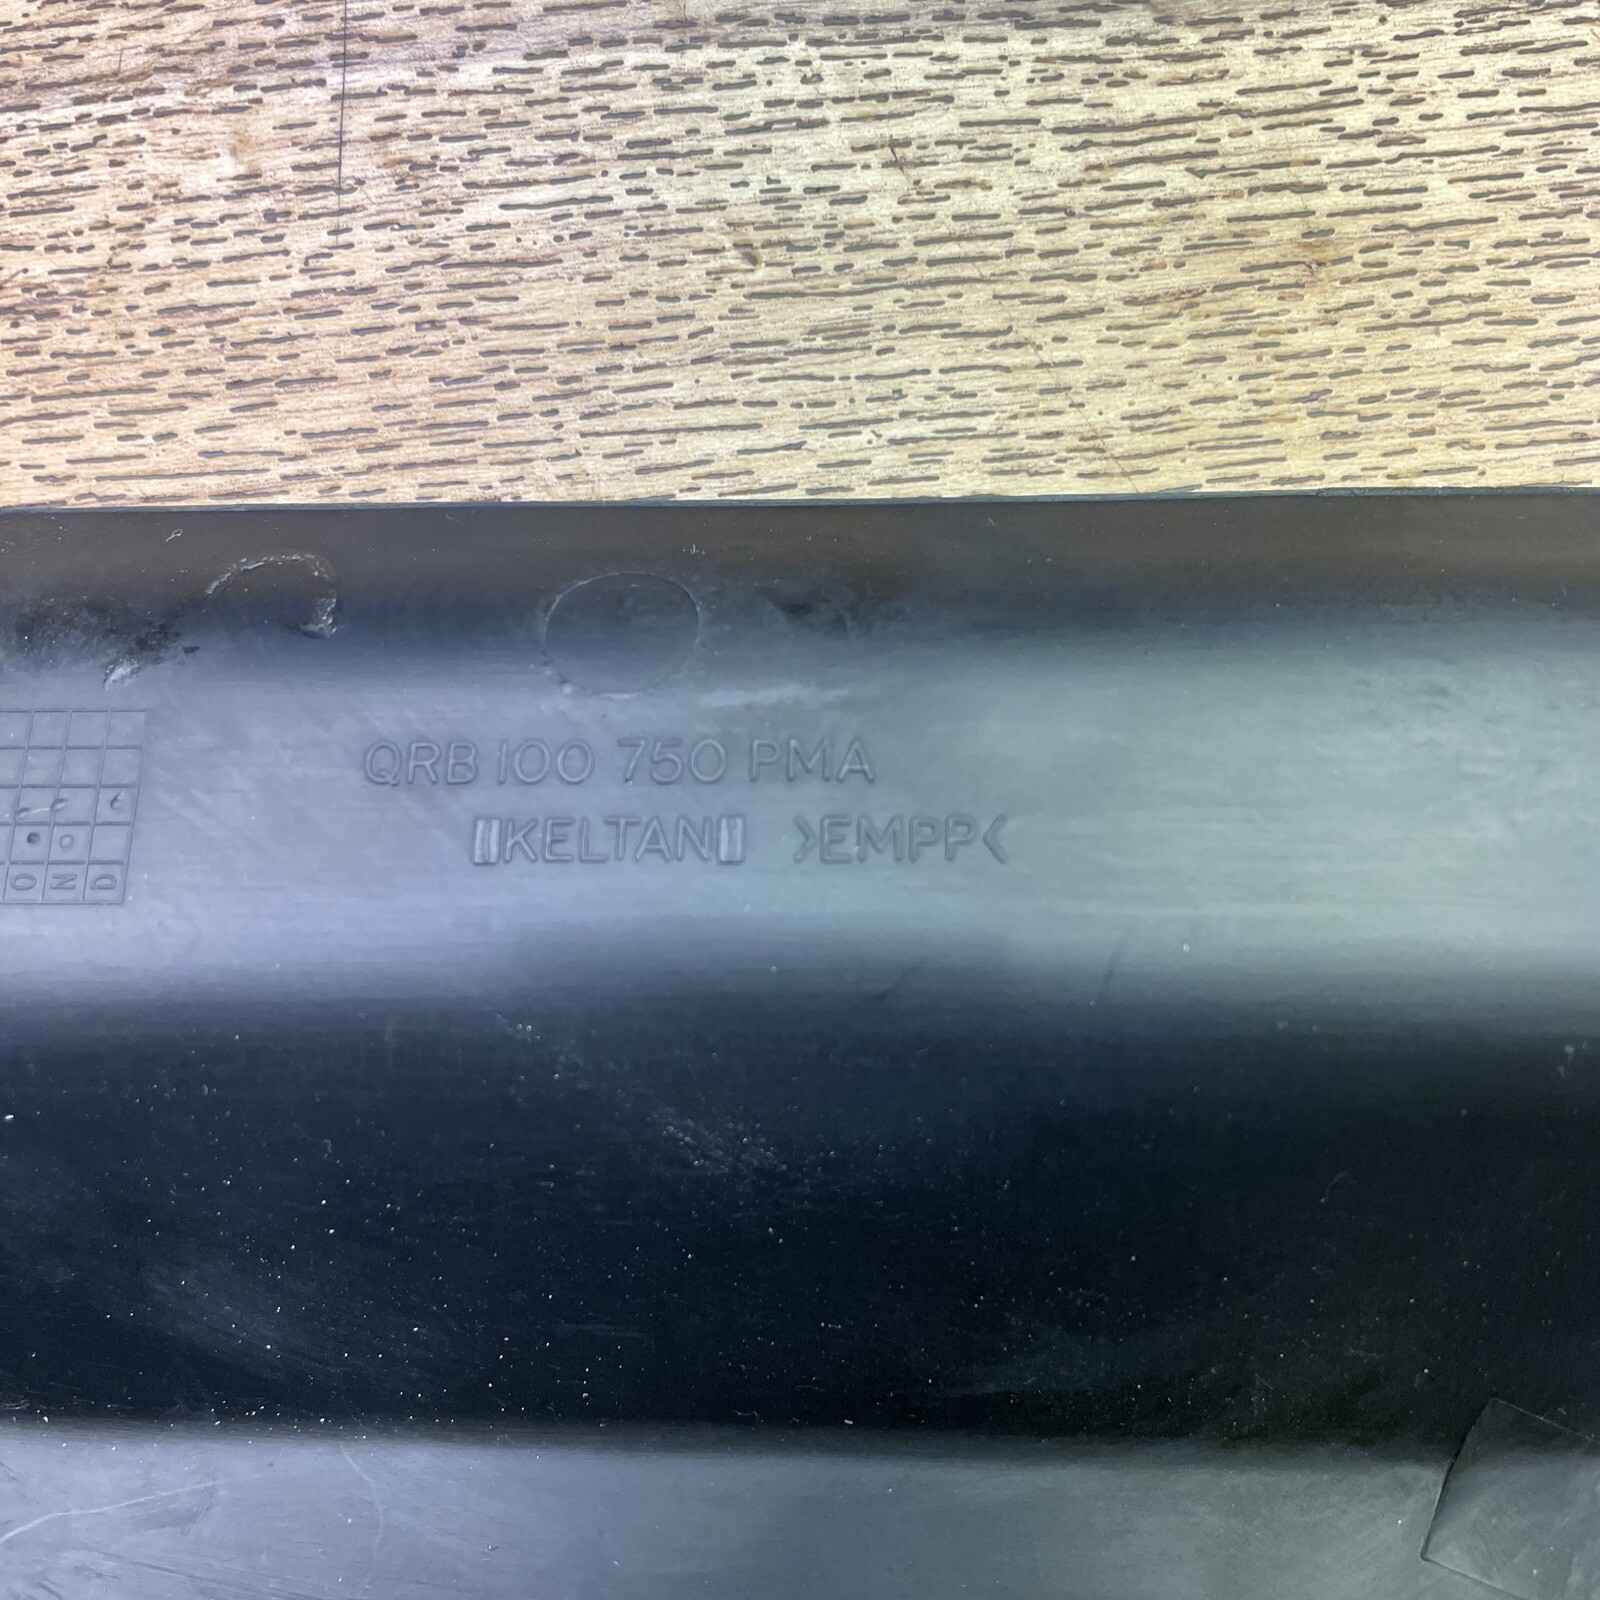 QRB 100 750 PMA
KELTAN >EMPP<
O N D